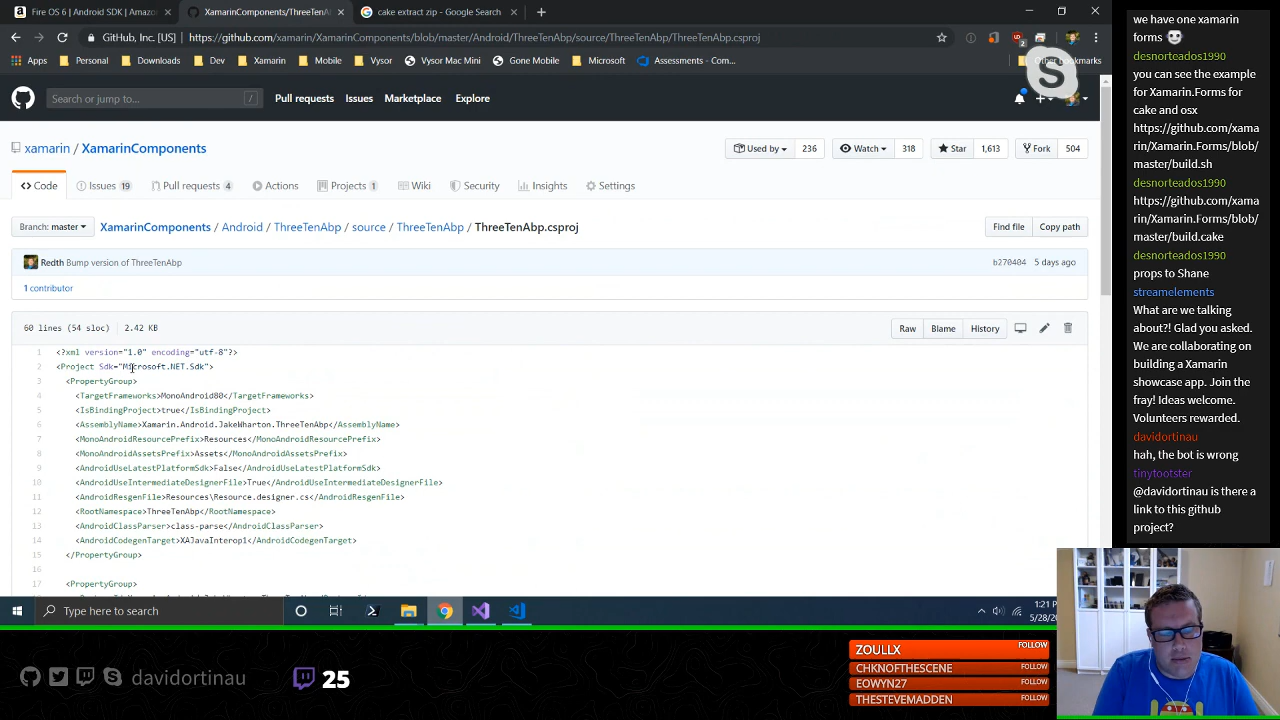 Fire OS 6 | Android SDK | Amazo
XamarinComponents/ThreeTenAb
cake extract zip - Google Search
GitHub, Inc. [US] | https://github.com/xamarin/XamarinComponents/blob/master/Android/ThreeTenAbp/source/ThreeTenAbp/ThreeTenAbp.csproj
Apps Personal Downloads Dev Xamarin Mobile Vysor Vysor Mac Mini Gone Mobile Microsoft Assessments – Com... Other bookmarks
Search or jump to... / Pull requests Issues Marketplace Explore
xamarin / XamarinComponents
Used by 236 Watch 318 Star 1,613 Fork 504
Code Issues 19 Pull requests 4 Actions Projects 1 Wiki Security Insights Settings
Branch: master XamarinComponents / Android / ThreeTenAbp / source / ThreeTenAbp / ThreeTenAbp.csproj Find file Copy path
Redth Bump version of ThreeTenAbp b270404 5 days ago
1 contributor
60 lines (54 sloc) 2.42 KB Raw Blame History
1 <?xml version="1.0" encoding="utf-8"?>
2 <Project Sdk="Microsoft.NET.Sdk">
3 <PropertyGroup>
4 <TargetFrameworks>MonoAndroid80</TargetFrameworks>
5 <IsBindingProject>true</IsBindingProject>
6 <AssemblyName>Xamarin.Android.JakeWharton.ThreeTenAbp</AssemblyName>
7 <MonoAndroidResourcePrefix>Resources</MonoAndroidResourcePrefix>
8 <MonoAndroidAssetsPrefix>Assets</MonoAndroidAssetsPrefix>
9 <AndroidUseLatestPlatformSdk>False</AndroidUseLatestPlatformSdk>
10 <AndroidUseIntermediateDesignerFile>True</AndroidUseIntermediateDesignerFile>
11 <AndroidResgenFile>Resources\Resource.designer.cs</AndroidResgenFile>
12 <RootNamespace>ThreeTenAbp</RootNamespace>
13 <AndroidClassParser>class-parse</AndroidClassParser>
14 <AndroidCodegenTarget>XAJavaInterop1</AndroidCodegenTarget>
15 </PropertyGroup>
16
17 <PropertyGroup>
Type here to search
1:21 PM
5/28/20
we have one xamarin
forms
desnorteados1990
you can see the example
for Xamarin.Forms for
cake and osx
https://github.com/xama
rin/Xamarin.Forms/blob/
master/build.sh
desnorteados1990
https://github.com/xama
rin/Xamarin.Forms/blob/
master/build.cake
desnorteados1990
props to Shane
streamelements
What are we talking
about?! Glad you asked.
We are collaborating on
building a Xamarin
showcase app. Join the
fray! Ideas welcome.
Volunteers rewarded.
davidortinau
hah, the bot is wrong
tinyfootster
@davidortinau is there a
link to this github
project?
davidortinau 25
ZOULLX FOLLOW
CHKNOFTHESCENE FOLLOW
EOWYN27 FOLLOW
THESTEVEMADDEN FOLLOW